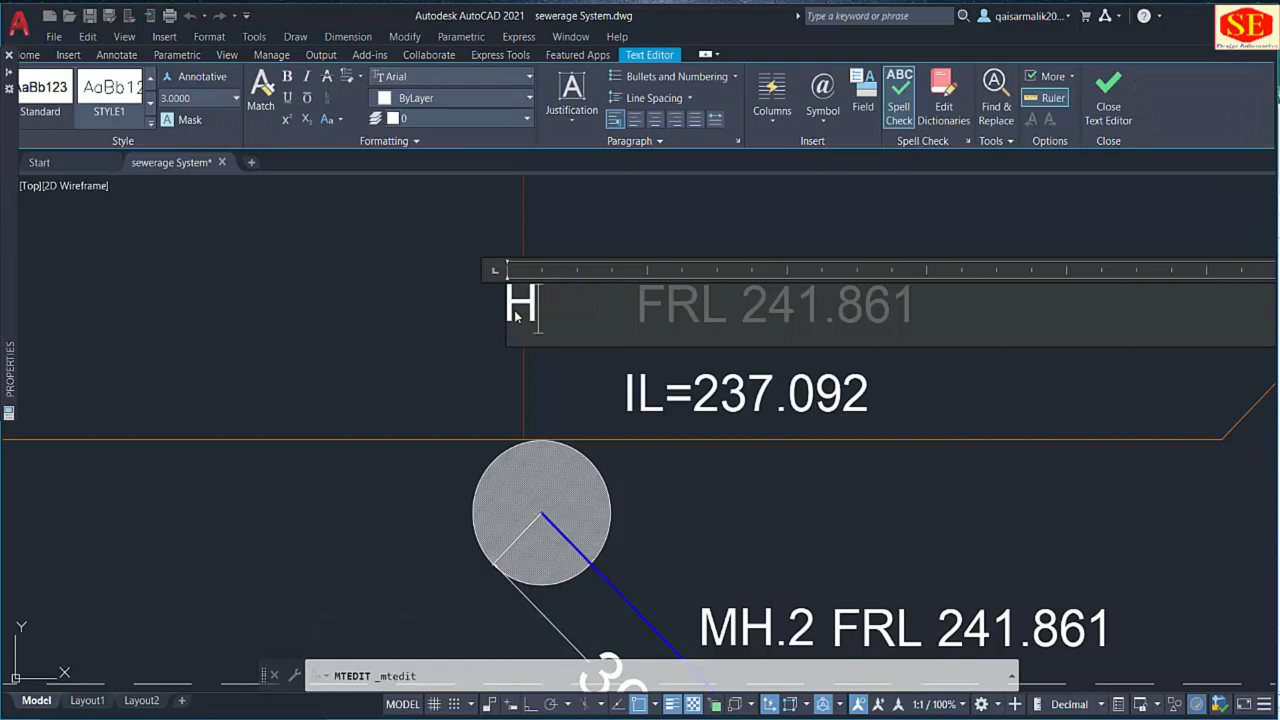 Autodesk AutoCAD 2021 sewerage System.dwg
Type a keyword or phrase
qaisarmalik20...
SE
File Edit View Insert Format Tools Draw Dimension Modify Parametric Express Window Help
ome Insert Annotate Parametric View Manage Output Add-ins Collaborate Express Tools Featured Apps Text Editor
AaBb123
Standard
AaBb12
STYLE1
Annotative
3.0000
Mask
Style
Match
B I A
U O
Arial
ByLayer
0
Formatting
Justification
Bullets and Numbering
Line Spacing
Paragraph
Columns
Symbol
Field
Insert
ABC
Spell
Check
Edit
Dictionaries
Spell Check
Find &
Replace
Tools
More
Ruler
Options
Close
Text Editor
Close
Start
sewerage System*
[Top][2D Wireframe]
H
FRL 241.861
IL=237.092
MH.2 FRL 241.861
PROPERTIES
Y
X
MTEDIT _mtedit
Model Layout1 Layout2
MODEL
1:1 / 100%
Decimal